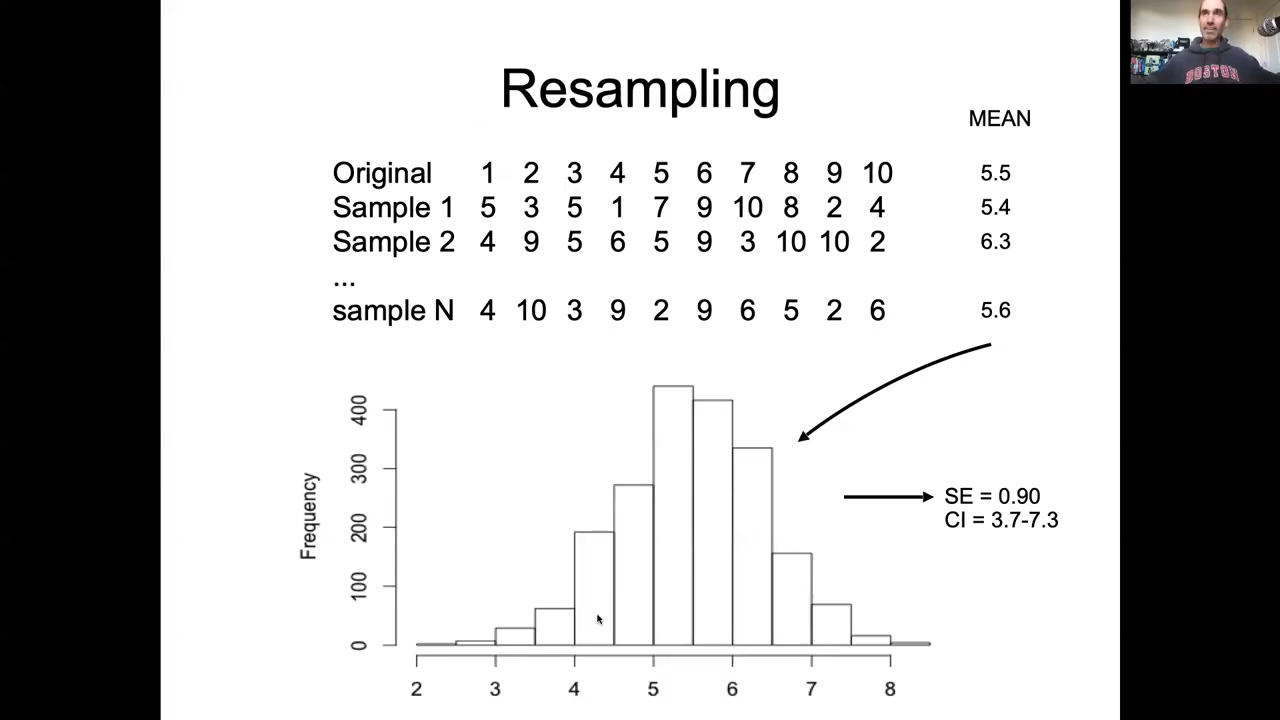 Resampling
MEAN
Original 1 2 3 4 5 6 7 8 9 10 5.5
Sample 1 5 3 5 1 7 9 10 8 2 4 5.4
Sample 2 4 9 5 6 5 9 3 10 10 2 6.3
...
sample N 4 10 3 9 2 9 6 5 2 6 5.6
400
300
200
100
0
Frequency
SE = 0.90
CI = 3.7-7.3
2 3 4 5 6 7 8
BOSTON